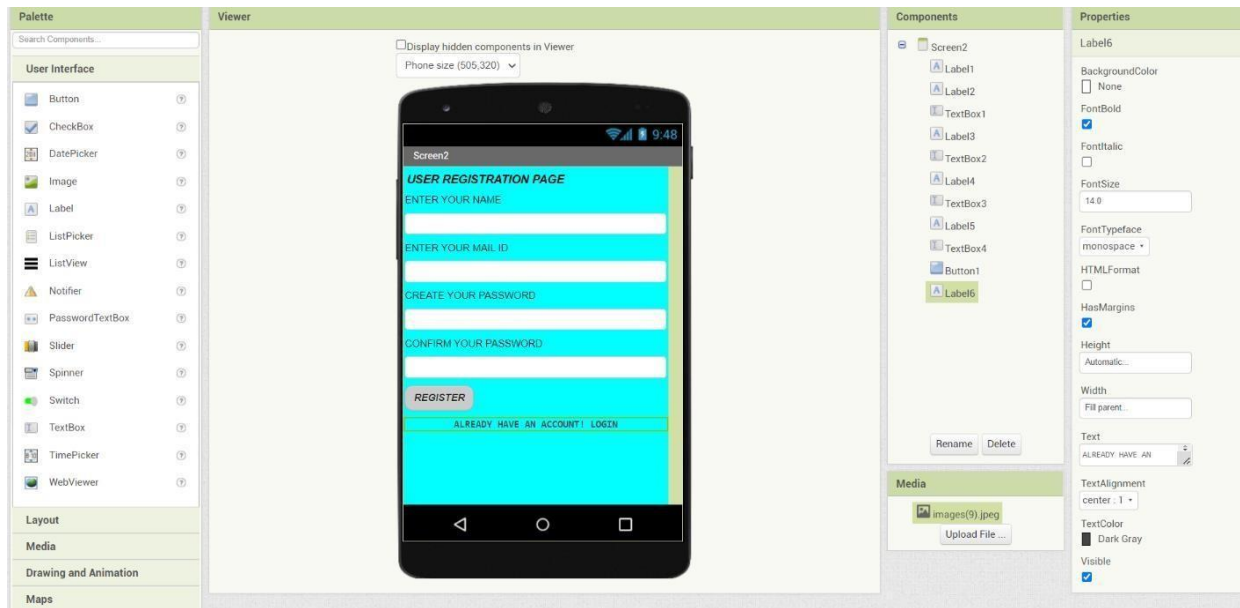 Palette
Search Components...
User Interface
Button
CheckBox
DatePicker
Image
Label
ListPicker
ListView
Notifier
PasswordTextBox
Slider
Spinner
Switch
TextBox
TimePicker
WebViewer
Layout
Media
Drawing and Animation
Maps
Viewer
Display hidden components in Viewer
Phone size (505,320)
9:48
Screen2
USER REGISTRATION PAGE
ENTER YOUR NAME
ENTER YOUR MAIL ID
CREATE YOUR PASSWORD
CONFIRM YOUR PASSWORD
REGISTER
ALREADY HAVE AN ACCOUNT! LOGIN
Components
Screen2
Label1
Label2
TextBox1
Label3
TextBox2
Label4
TextBox3
Label5
TextBox4
Button1
Label6
Rename Delete
Media
images(9).jpeg
Upload File ...
Properties
Label6
BackgroundColor
None
FontBold
FontItalic
FontSize
14.0
FontTypeface
monospace
HTMLFormat
HasMargins
Height
Automatic...
Width
Fill parent...
Text
ALREADY HAVE AN
TextAlignment
center : 1
TextColor
Dark Gray
Visible